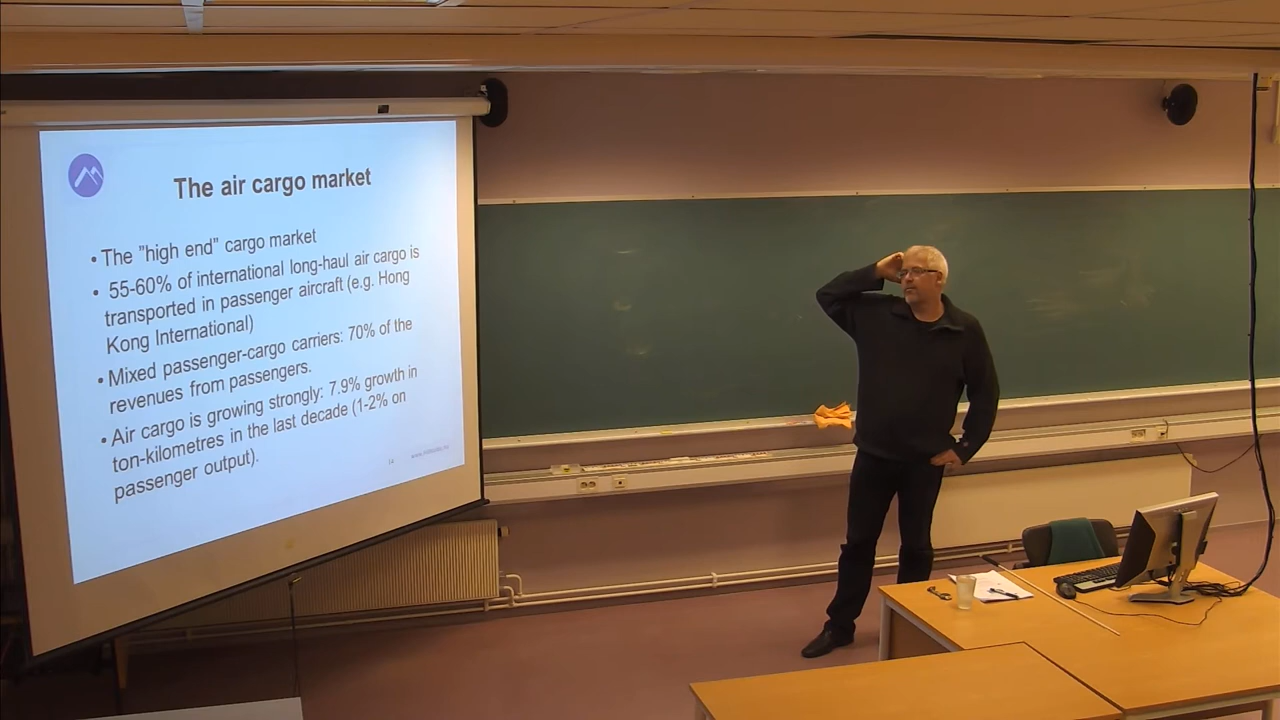 The air cargo market
• The "high end" cargo market
• 55-60% of international long-haul air cargo is
transported in passenger aircraft (e.g. Hong
Kong International)
• Mixed passenger-cargo carriers: 70% of the
revenues from passengers.
• Air cargo is growing strongly: 7.9% growth in
ton-kilometres in the last decade (1-2% on
passenger output).
14